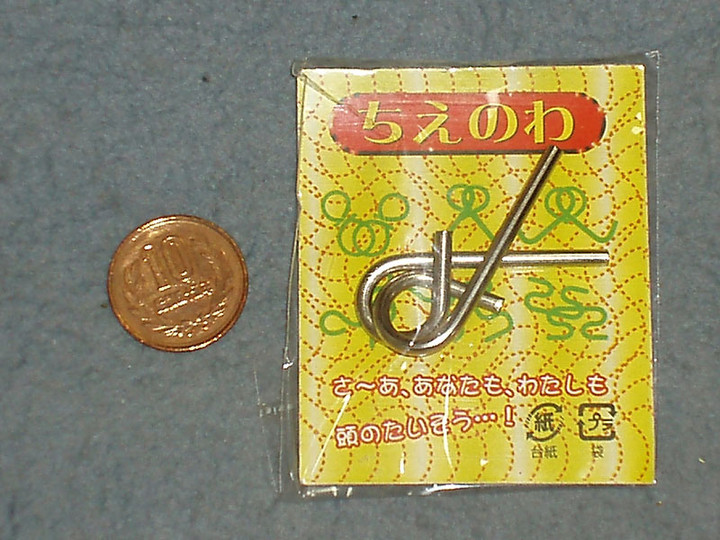 ちえのわ
さ〜あ、あなたも、わたしも
頭のたいそう…!
紙
プラ
台紙
袋
10